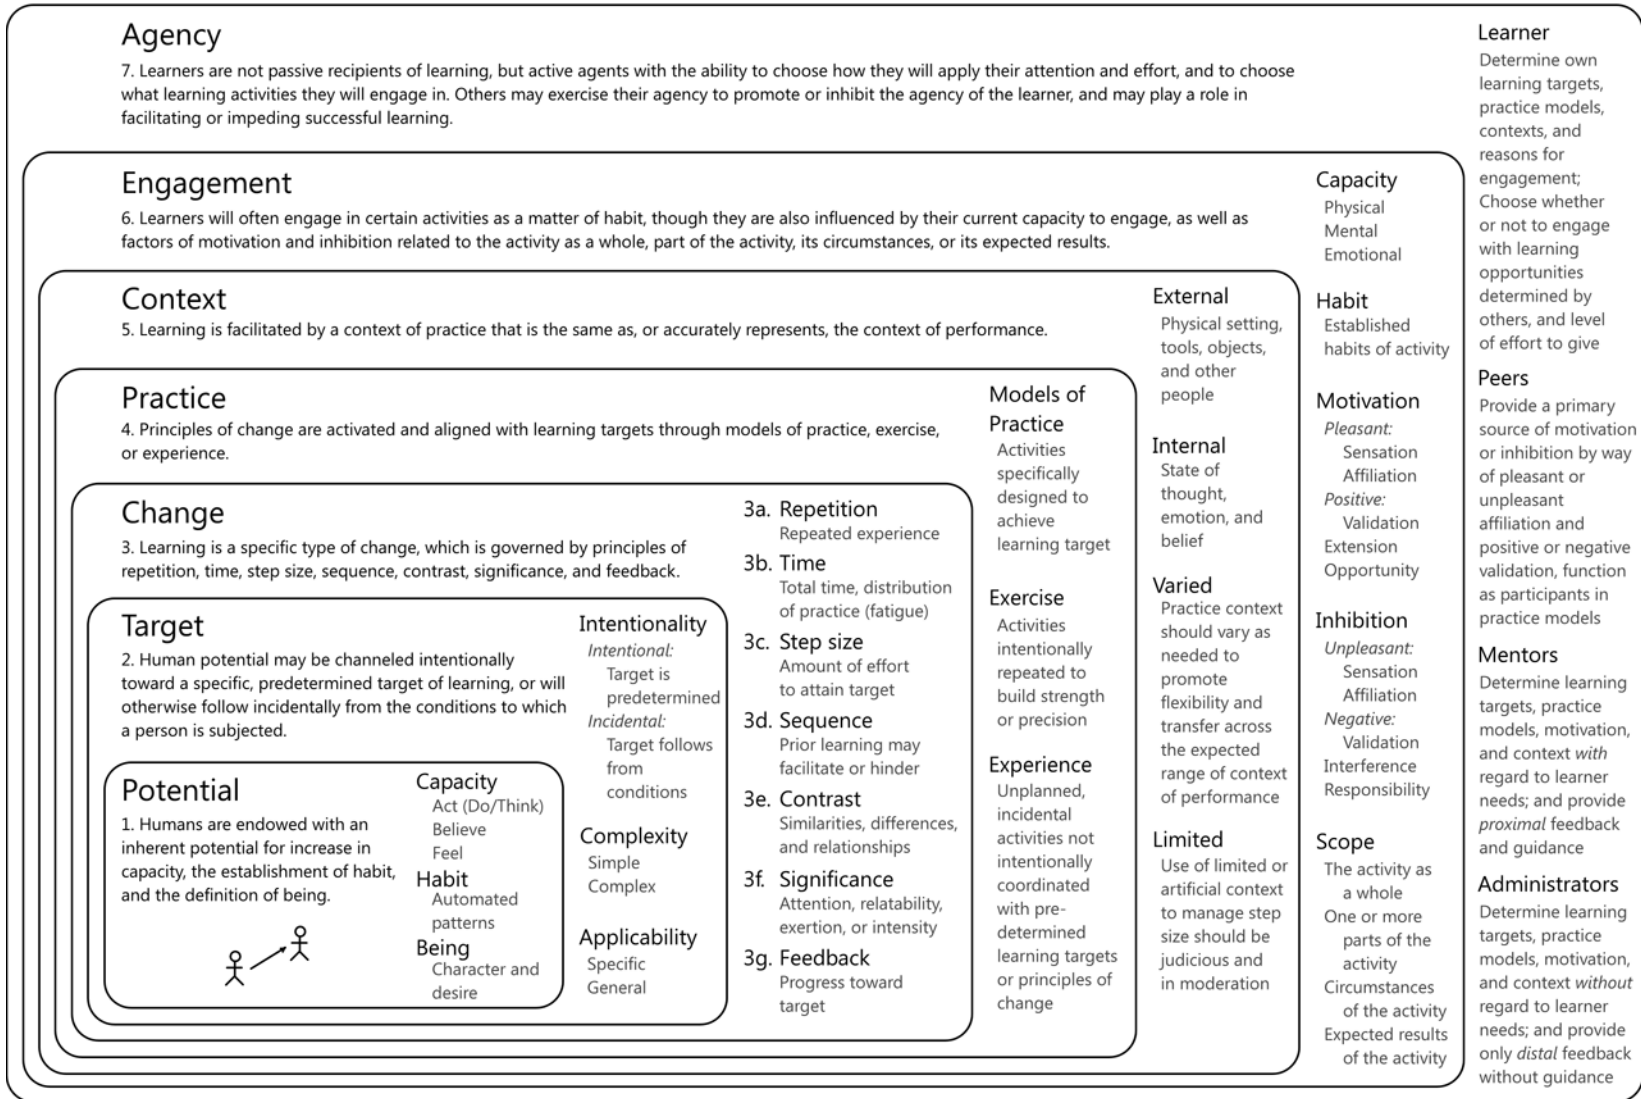 Agency
7. Learners are not passive recipients of learning, but active agents with the ability to choose how they will apply their attention and effort, and to choose
what learning activities they will engage in. Others may exercise their agency to promote or inhibit the agency of the learner, and may play a role in
facilitating or impeding successful learning.
Learner
Determine own
learning targets,
practice models,
contexts, and
reasons for
engagement;
Choose whether
or not to engage
with learning
opportunities
determined by
others, and level
of effort to give
Peers
Provide a primary
source of motivation
or inhibition by way
of pleasant or
unpleasant
affiliation and
positive or negative
validation, function
as participants in
practice models
Mentors
Determine learning
targets, practice
models, motivation,
and context with
regard to learner
needs; and provide
proximal feedback
and guidance
Administrators
Determine learning
targets, practice
models, motivation,
and context without
regard to learner
needs; and provide
only distal feedback
without guidance
Engagement
6. Learners will often engage in certain activities as a matter of habit, though they are also influenced by their current capacity to engage, as well as
factors of motivation and inhibition related to the activity as a whole, part of the activity, its circumstances, or its expected results.
Capacity
Physical
Mental
Emotional
Habit
Established
habits of activity
Motivation
Pleasant:
Sensation
Affiliation
Positive:
Validation
Extension
Opportunity
Inhibition
Unpleasant:
Sensation
Affiliation
Negative:
Validation
Interference
Responsibility
Scope
The activity as
a whole
One or more
parts of the
activity
Circumstances
of the activity
Expected results
of the activity
Context
5. Learning is facilitated by a context of practice that is the same as, or accurately represents, the context of performance.
External
Physical setting,
tools, objects,
and other
people
Internal
State of
thought,
emotion, and
belief
Varied
Practice context
should vary as
needed to
promote
flexibility and
transfer across
the expected
range of context
of performance
Limited
Use of limited or
artificial context
to manage step
size should be
judicious and
in moderation
Practice
4. Principles of change are activated and aligned with learning targets through models of practice, exercise,
or experience.
Models of
Practice
Activities
specifically
designed to
achieve
learning target
Exercise
Activities
intentionally
repeated to
build strength
or precision
Experience
Unplanned,
incidental
activities not
intentionally
coordinated
with pre-
determined
learning targets
or principles of
change
Change
3. Learning is a specific type of change, which is governed by principles of
repetition, time, step size, sequence, contrast, significance, and feedback.
3a. Repetition
Repeated experience
3b. Time
Total time, distribution
of practice (fatigue)
3c. Step size
Amount of effort
to attain target
3d. Sequence
Prior learning may
facilitate or hinder
3e. Contrast
Similarities, differences,
and relationships
3f. Significance
Attention, relatability,
exertion, or intensity
3g. Feedback
Progress toward
target
Target
2. Human potential may be channeled intentionally
toward a specific, predetermined target of learning, or will
otherwise follow incidentally from the conditions to which
a person is subjected.
Intentionality
Intentional:
Target is
predetermined
Incidental:
Target follows
from
conditions
Complexity
Simple
Complex
Applicability
Specific
General
Potential
1. Humans are endowed with an
inherent potential for increase in
capacity, the establishment of habit,
and the definition of being.
Capacity
Act (Do/Think)
Believe
Feel
Habit
Automated
patterns
Being
Character and
desire